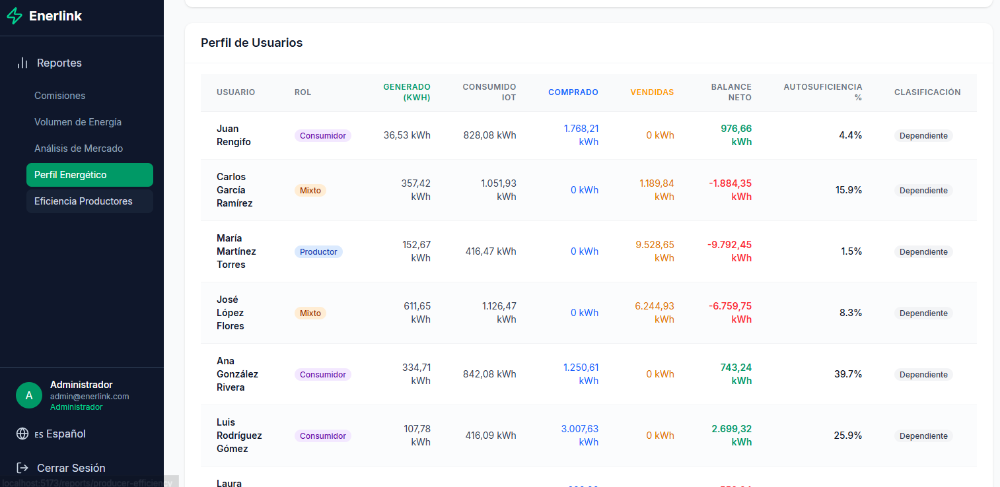 Enerlink
Reportes
Comisiones
Volumen de Energía
Análisis de Mercado
Perfil Energético
Eficiencia Productores
A
Administrador
admin@enerlink.com
Administrador
ES Español
Cerrar Sesión
localhost:5173/reports/producer-efficiency
Perfil de Usuarios
USUARIO ROL GENERADO (KWH) CONSUMIDO IOT COMPRADO VENDIDAS BALANCE NETO AUTOSUFICIENCIA % CLASIFICACIÓN
Juan Rengifo Consumidor 36,53 kWh 828,08 kWh 1.768,21 kWh 0 kWh 976,66 kWh 4.4% Dependiente
Carlos García Ramírez Mixto 357,42 kWh 1.051,93 kWh 0 kWh 1.189,84 kWh -1.884,35 kWh 15.9% Dependiente
María Martínez Torres Productor 152,67 kWh 416,47 kWh 0 kWh 9.528,65 kWh -9.792,45 kWh 1.5% Dependiente
José López Flores Mixto 611,65 kWh 1.126,47 kWh 0 kWh 6.244,93 kWh -6.759,75 kWh 8.3% Dependiente
Ana González Rivera Consumidor 334,71 kWh 842,08 kWh 1.250,61 kWh 0 kWh 743,24 kWh 39.7% Dependiente
Luis Rodríguez Gómez Consumidor 107,78 kWh 416,09 kWh 3.007,63 kWh 0 kWh 2.699,32 kWh 25.9% Dependiente
Laura